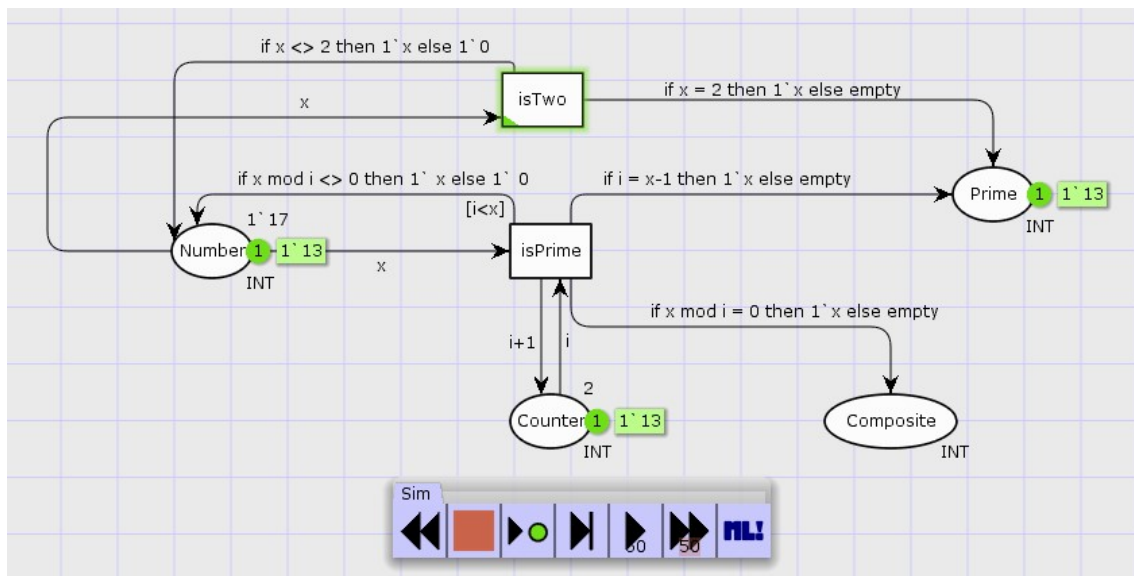 if x <> 2 then 1`x else 1`0
isTwo
if x = 2 then 1`x else empty
x
if x mod i <> 0 then 1` x else 1` 0
if i = x-1 then 1`x else empty
[i<x]
Prime
1
1`13
INT
1`17
Number
1
1`13
INT
x
isPrime
if x mod i = 0 then 1`x else empty
i+1
i
2
Counter
1
1`13
INT
Composite
INT
Sim
50
50
ML!